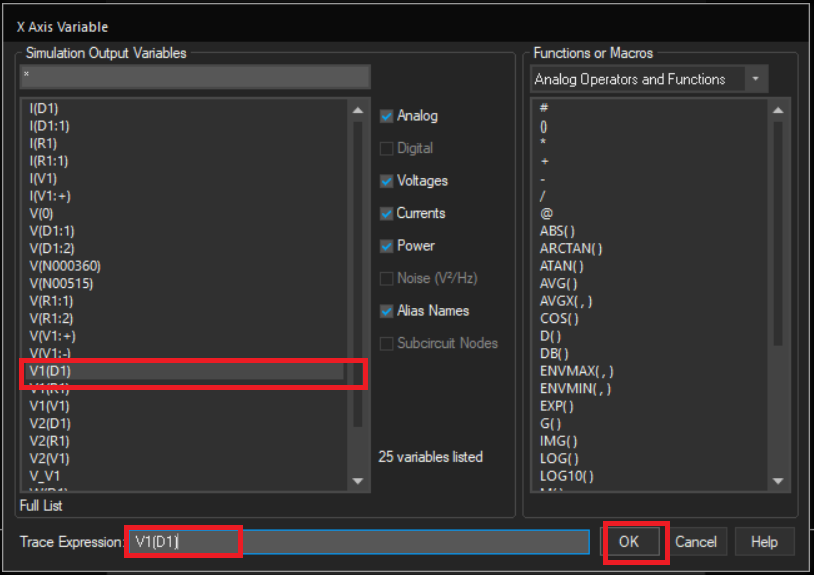 X Axis Variable
Simulation Output Variables
*
I(D1)
I(D1:1)
I(R1)
I(R1:1)
I(V1)
I(V1:+)
V(0)
V(D1:1)
V(D1:2)
V(N000360)
V(N00515)
V(R1:1)
V(R1:2)
V(V1:+)
V(V1:-)
V1(D1)
V1(R1)
V1(V1)
V2(D1)
V2(R1)
V2(V1)
V_V1
Full List
Analog
Digital
Voltages
Currents
Power
Noise (V²/Hz)
Alias Names
Subcircuit Nodes
25 variables listed
Functions or Macros
Analog Operators and Functions
#
()
*
+
-
/
@
ABS()
ARCTAN()
ATAN()
AVG()
AVGX(,)
COS()
D()
DB()
ENVMAX(,)
ENVMIN(,)
EXP()
G()
IMG()
LOG()
LOG10()
Trace Expression: V1(D1)
OK
Cancel
Help